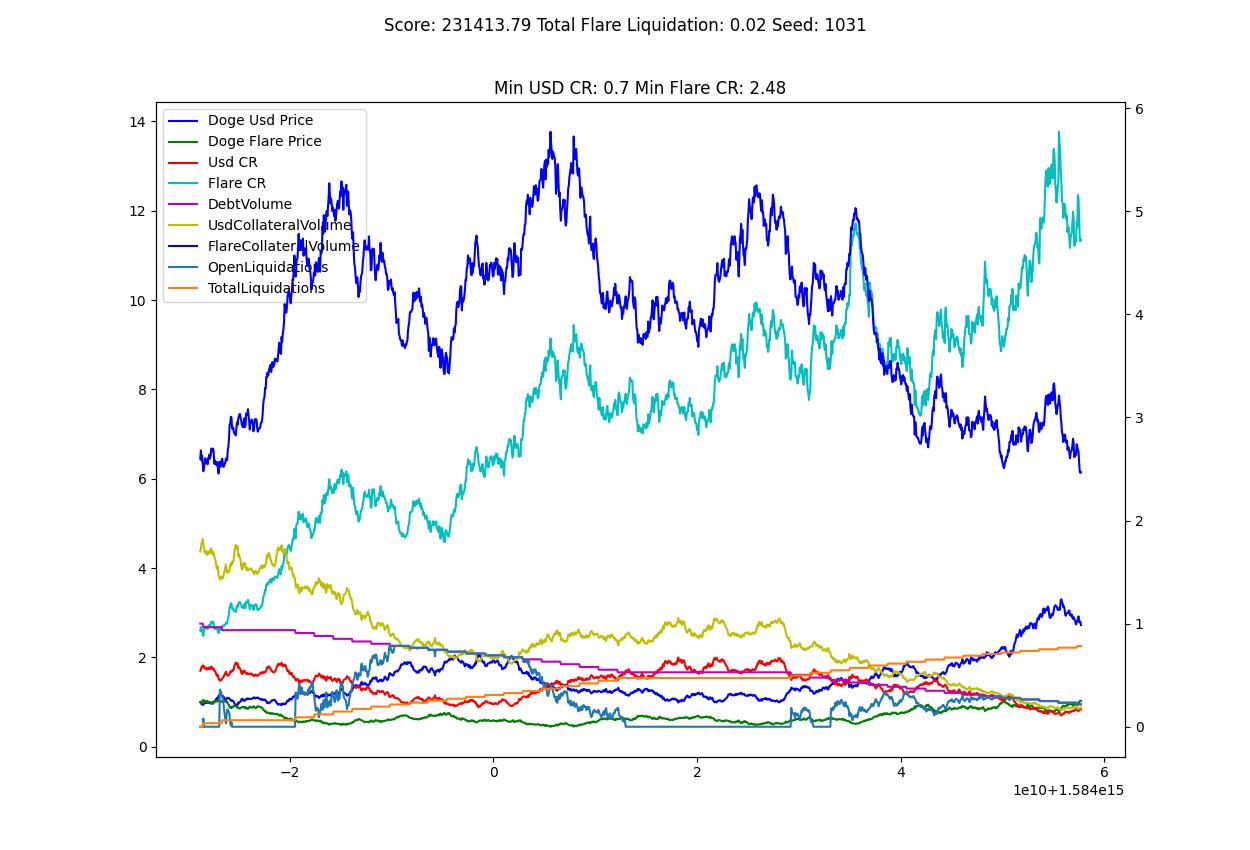 Score: 231413.79 Total Flare Liquidation: 0.02 Seed: 1031
Min USD CR: 0.7 Min Flare CR: 2.48
Doge Usd Price
Doge Flare Price
Usd CR
Flare CR
DebtVolume
UsdCollateralVolume
FlareCollateralVolume
OpenLiquidations
TotalLiquidations
14
12
10
8
6
4
2
0
6
5
4
3
2
1
0
−2
0
2
4
6
1e10+1.584e15